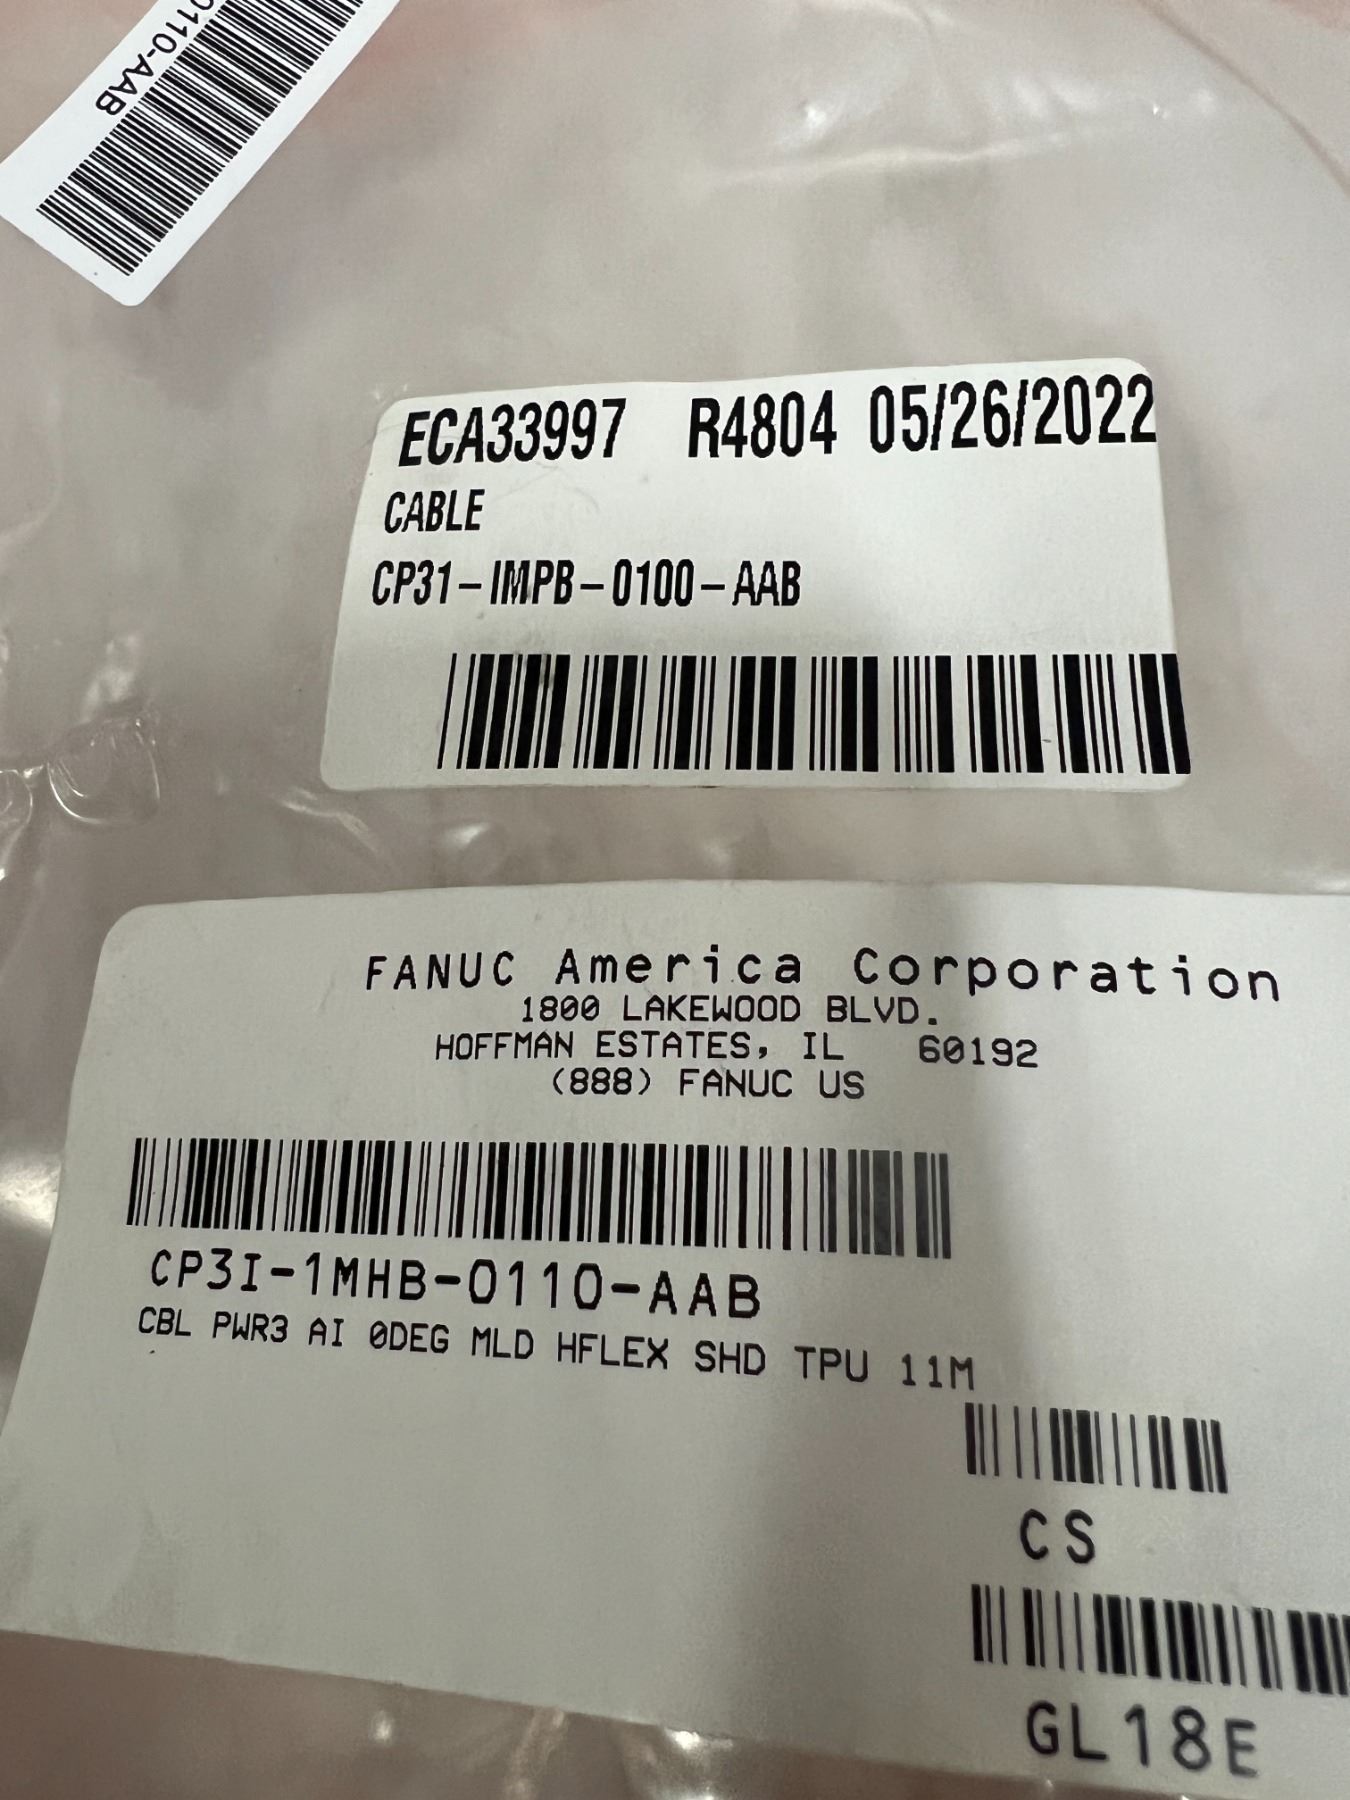 0110-AAB
ECA33997 R4804 05/26/2022
CABLE
CP31-IMPB-0100-AAB
FANUC America Corporation
1800 LAKEWOOD BLVD.
HOFFMAN ESTATES, IL 60192
(888) FANUC US
CP3I-1MHB-0110-AAB
CBL PWR3 AI 0DEG MLD HFLEX SHD TPU 11M
CS
GL18E